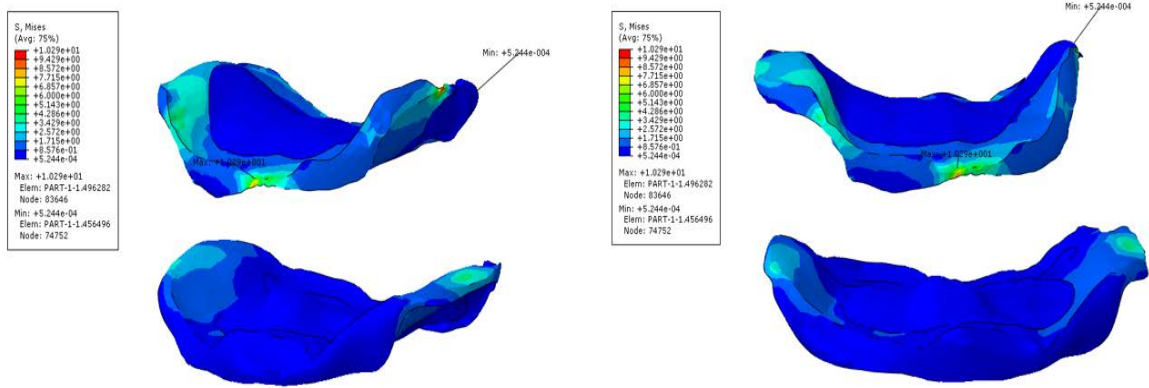 S, Mises
(Avg: 75%)
+1.029e+01
+9.429e+00
+8.572e+00
+7.715e+00
+6.857e+00
+6.000e+00
+5.143e+00
+4.286e+00
+3.429e+00
+2.572e+00
+1.715e+00
+8.576e-01
+5.244e-04
Max: +1.029e+01
Elem: PART-1-1.496282
Node: 83646
Min: +5.244e-04
Elem: PART-1-1.456496
Node: 74752
Min: +5.244e-004
Max: +1.029e+001
S, Mises
(Avg: 75%)
+1.029e+01
+9.429e+00
+8.572e+00
+7.715e+00
+6.857e+00
+6.000e+00
+5.143e+00
+4.286e+00
+3.429e+00
+2.572e+00
+1.715e+00
+8.576e-01
+5.244e-04
Max: +1.029e+01
Elem: PART-1-1.496282
Node: 83646
Min: +5.244e-04
Elem: PART-1-1.456496
Node: 74752
Min: +5.244e-004
Max: +1.029e+001